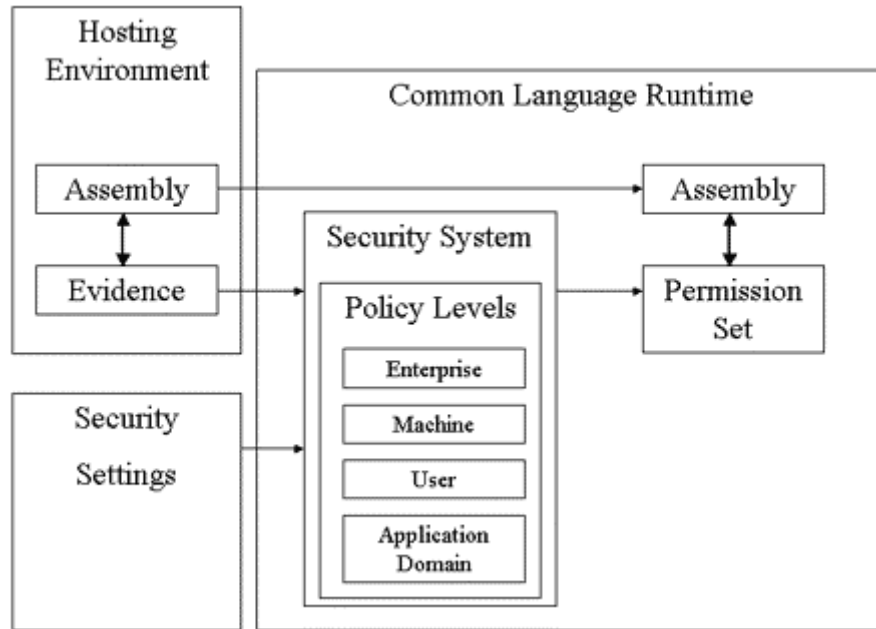 Hosting
Environment
Common Language Runtime
Assembly
Assembly
Security System
Evidence
Permission
Set
Policy Levels
Enterprise
Machine
User
Application
Domain
Security
Settings